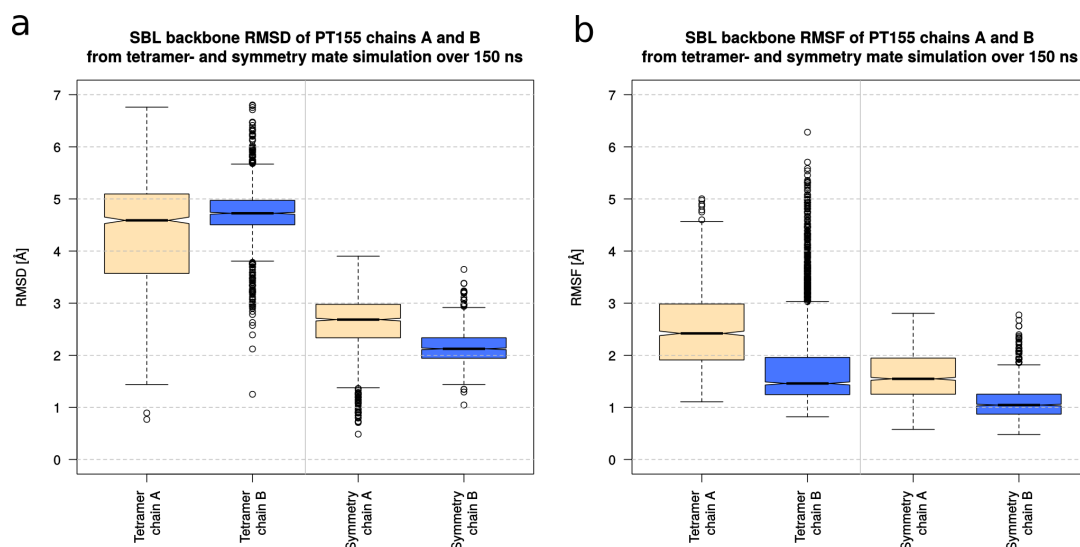 a
SBL backbone RMSD of PT155 chains A and B
from tetramer- and symmetry mate simulation over 150 ns
RMSD [Å]
7
6
5
4
3
2
1
0
Tetramer
chain A
Tetramer
chain B
Symmetry
chain A
Symmetry
chain B
b
SBL backbone RMSF of PT155 chains A and B
from tetramer- and symmetry mate simulation over 150 ns
RMSF [Å]
7
6
5
4
3
2
1
0
Tetramer
chain A
Tetramer
chain B
Symmetry
chain A
Symmetry
chain B